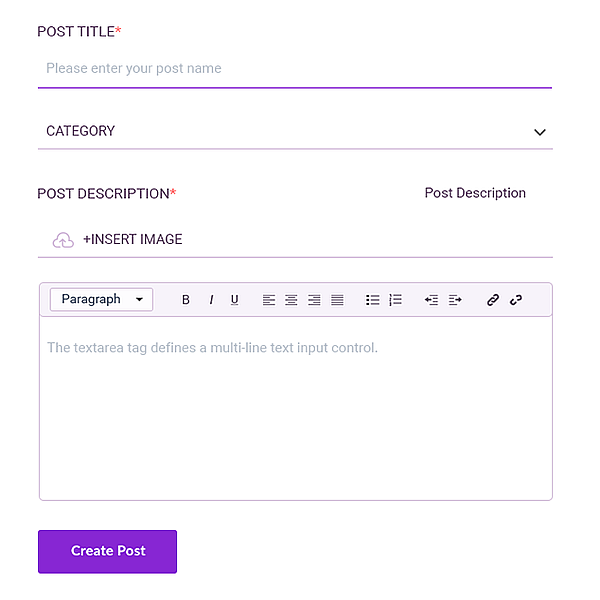 POST TITLE*
Please enter your post name
CATEGORY
POST DESCRIPTION* Post Description
+INSERT IMAGE
Paragraph B I U
The textarea tag defines a multi-line text input control.
Create Post